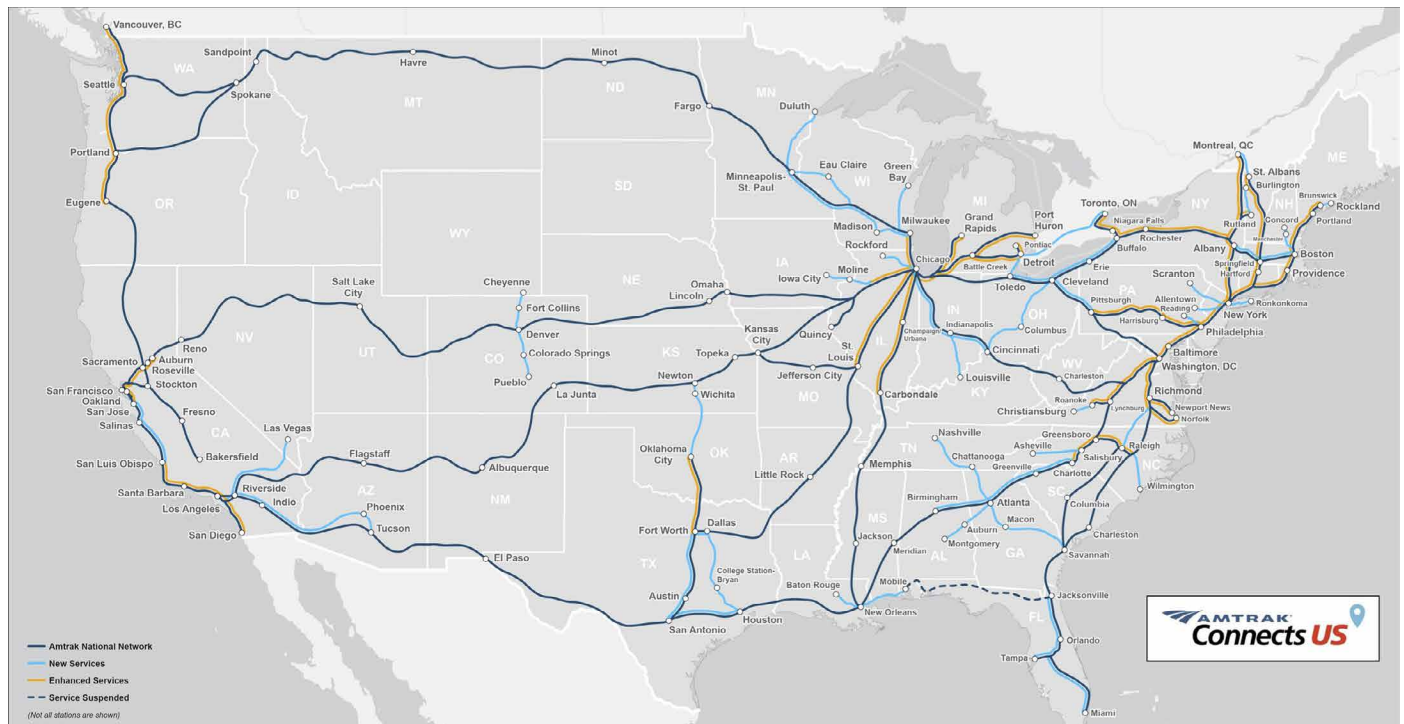 Vancouver, BC
Seattle
WA
Sandpoint
Spokane
Havre
Minot
MT
ND
Fargo
MN
Duluth
Portland
Eugene
OR
ID
SD
WY
Minneapolis-
St. Paul
Eau Claire
WI
Green
Bay
Milwaukee
Madison
Rockford
MI
Grand
Rapids
Port
Huron
Pontiac
Battle Creek
Detroit
Toronto, ON
Niagara Falls
Buffalo
Rochester
NY
Montreal, QC
St. Albans
Burlington
ME
NH
Brunswick
Rockland
Portland
Concord
Manchester
Rutland
Albany
Boston
Springfield
Hartford
Providence
Scranton
Allentown
Reading
Ronkonkoma
New York
Philadelphia
Erie
Cleveland
Toledo
PA
Pittsburgh
Harrisburg
Baltimore
Washington, DC
Chicago
IA
Iowa City
Moline
Omaha
Lincoln
NE
Cheyenne
Fort Collins
Denver
CO
Colorado Springs
Pueblo
Salt Lake
City
NV
UT
Reno
Sacramento
Auburn
Roseville
Stockton
San Francisco
Oakland
San Jose
Salinas
Fresno
CA
Bakersfield
San Luis Obispo
Santa Barbara
Los Angeles
San Diego
Las Vegas
Riverside
Indio
Flagstaff
AZ
Phoenix
Tucson
Albuquerque
NM
El Paso
La Junta
KS
Newton
Wichita
Topeka
Kansas
City
Quincy
St.
Louis
Jefferson City
MO
IL
Champaign-
Urbana
IN
Indianapolis
OH
Columbus
Cincinnati
Louisville
KY
WV
Charleston
Carbondale
Roanoke
Christiansburg
Lynchburg
Richmond
Newport News
Norfolk
Oklahoma
City
OK
AR
Little Rock
Memphis
TN
Nashville
Chattanooga
Asheville
Greenville
Greensboro
Salisbury
Charlotte
Raleigh
NC
Wilmington
SC
Columbia
Charleston
Savannah
Atlanta
Macon
GA
Birmingham
Auburn
Montgomery
AL
MS
Jackson
Meridian
Fort Worth
Dallas
TX
College Station-
Bryan
Austin
San Antonio
Houston
LA
Baton Rouge
New Orleans
Mobile
Jacksonville
FL
Orlando
Tampa
Miami
Amtrak National Network
New Services
Enhanced Services
Service Suspended
(Not all stations are shown)
AMTRAK
Connects US